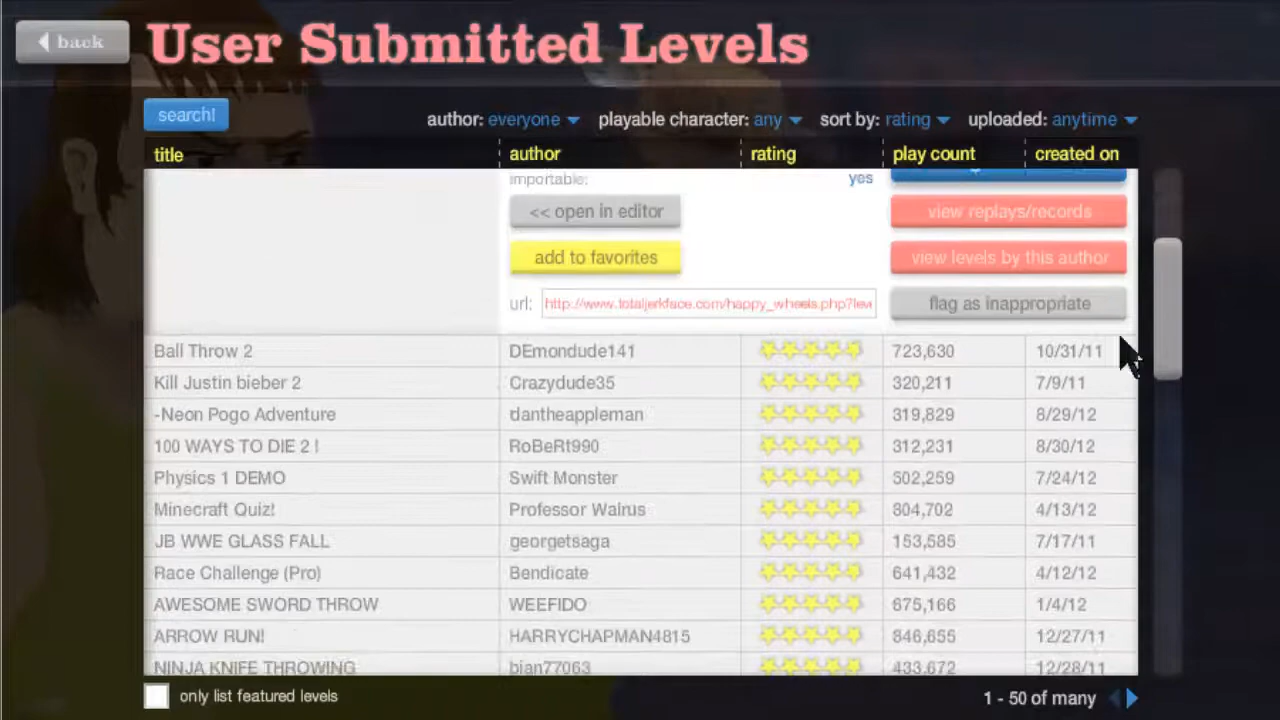 back
User Submitted Levels
search!
author: everyone playable character: any sort by: rating uploaded: anytime
title author rating play count created on
importable: yes
<< open in editor view replays/records
add to favorites view levels by this author
url: http://www.totaljerkface.com/happy_wheels.php?lev flag as inappropriate
Ball Throw 2 DEmondude141 723,630 10/31/11
Kill Justin bieber 2 Crazydude35 320,211 7/9/11
-Neon Pogo Adventure dantheappleman 319,829 8/29/12
100 WAYS TO DIE 2 ! RoBeRt990 312,231 8/30/12
Physics 1 DEMO Swift Monster 502,259 7/24/12
Minecraft Quiz! Professor Walrus 804,702 4/13/12
JB WWE GLASS FALL georgetsaga 153,585 7/17/11
Race Challenge (Pro) Bendicate 641,432 4/12/12
AWESOME SWORD THROW WEEFIDO 875,166 1/4/12
ARROW RUN! HARRYCHAPMAN4815 846,655 12/27/11
NINJA KNIFE THROWING bian77063 433,672 12/28/11
only list featured levels 1 - 50 of many